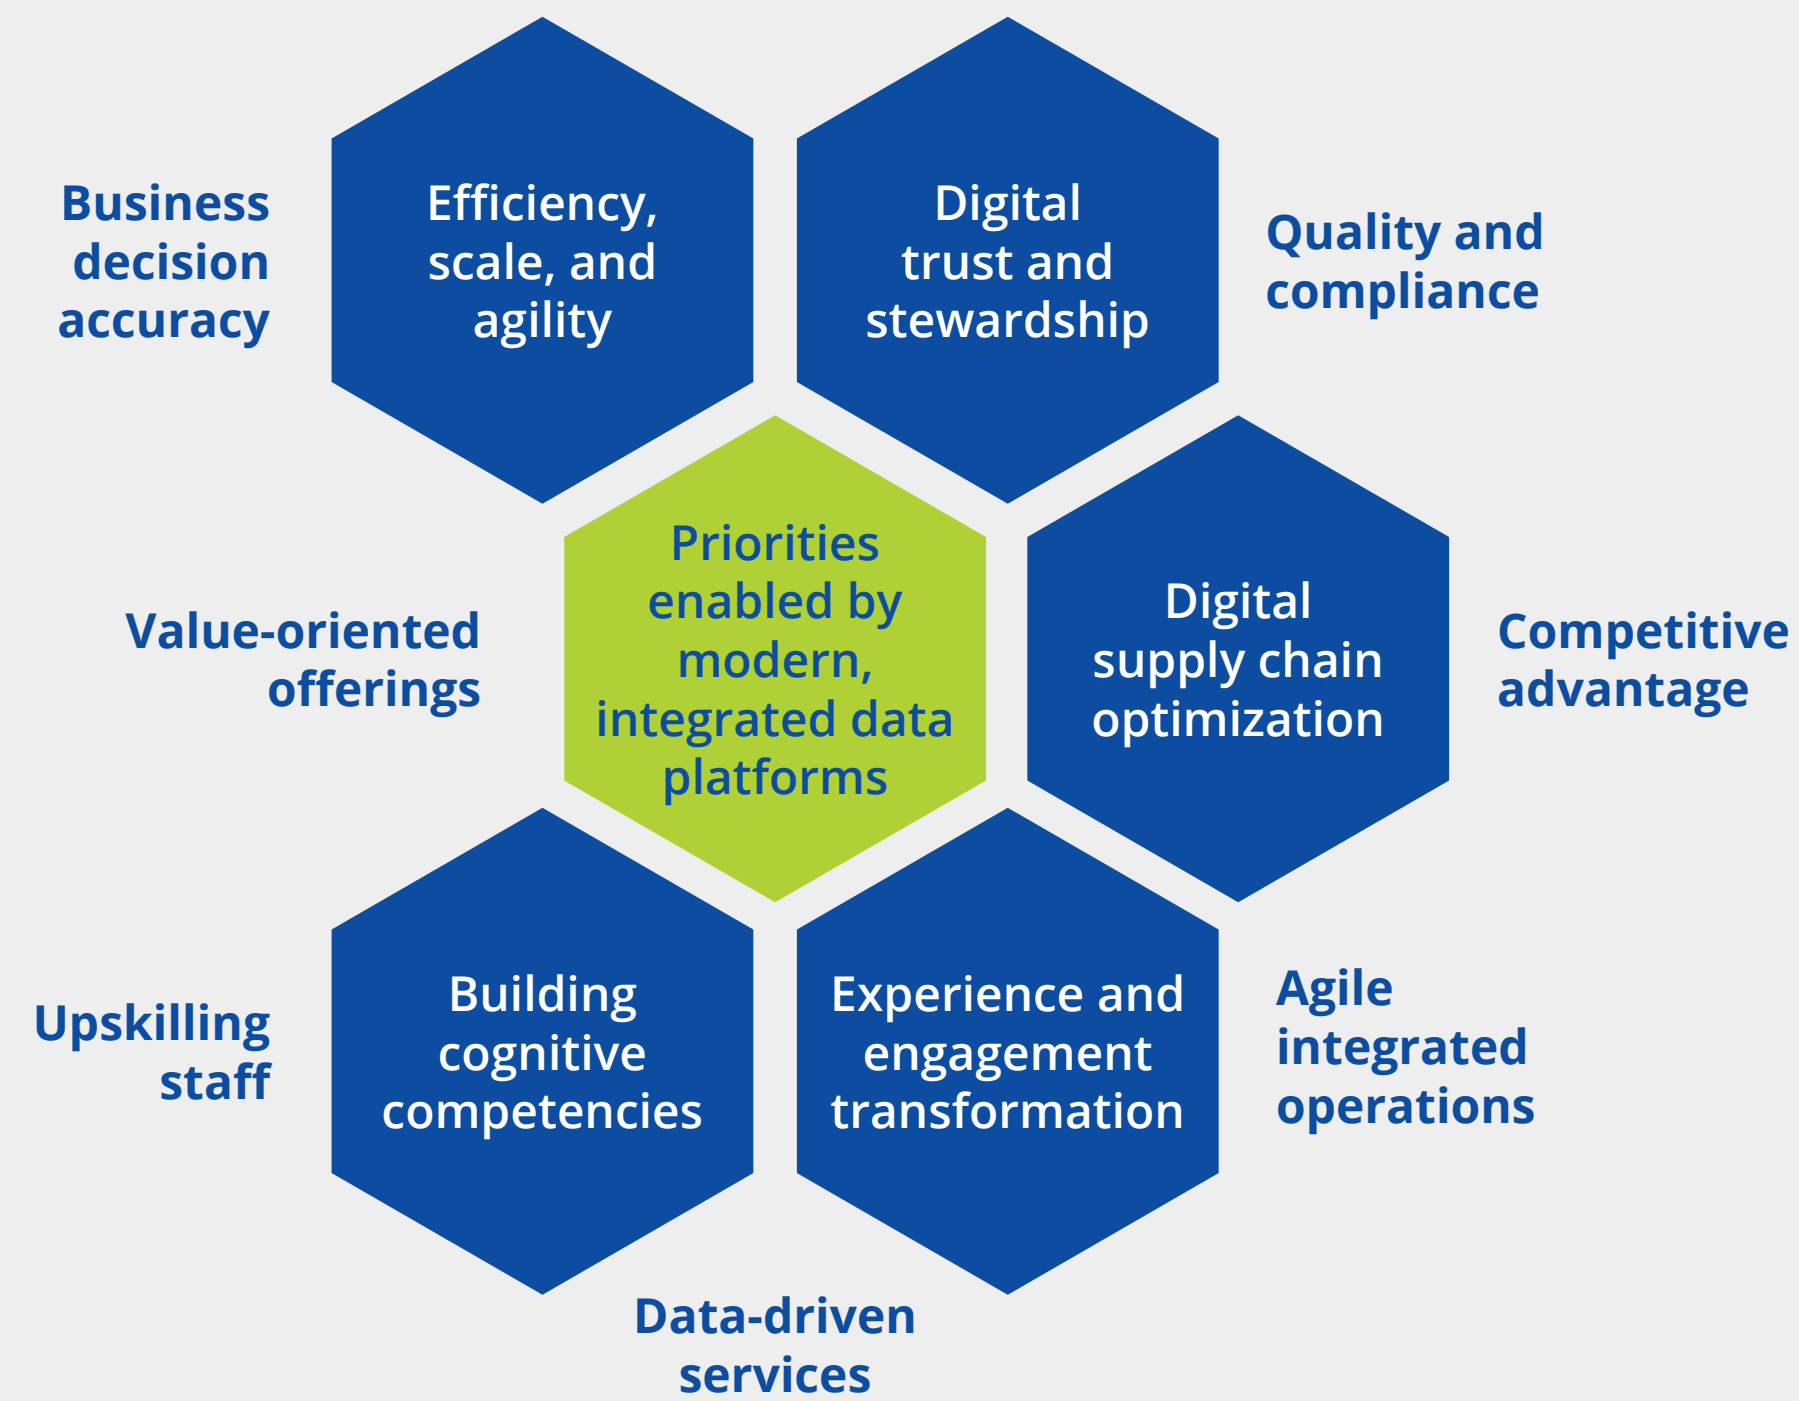 Business
decision
accuracy
Efficiency,
scale, and
agility
Digital
trust and
stewardship
Quality and
compliance
Value-oriented
offerings
Priorities
enabled by
modern,
integrated data
platforms
Digital
supply chain
optimization
Competitive
advantage
Upskilling
staff
Building
cognitive
competencies
Experience and
engagement
transformation
Agile
integrated
operations
Data-driven
services